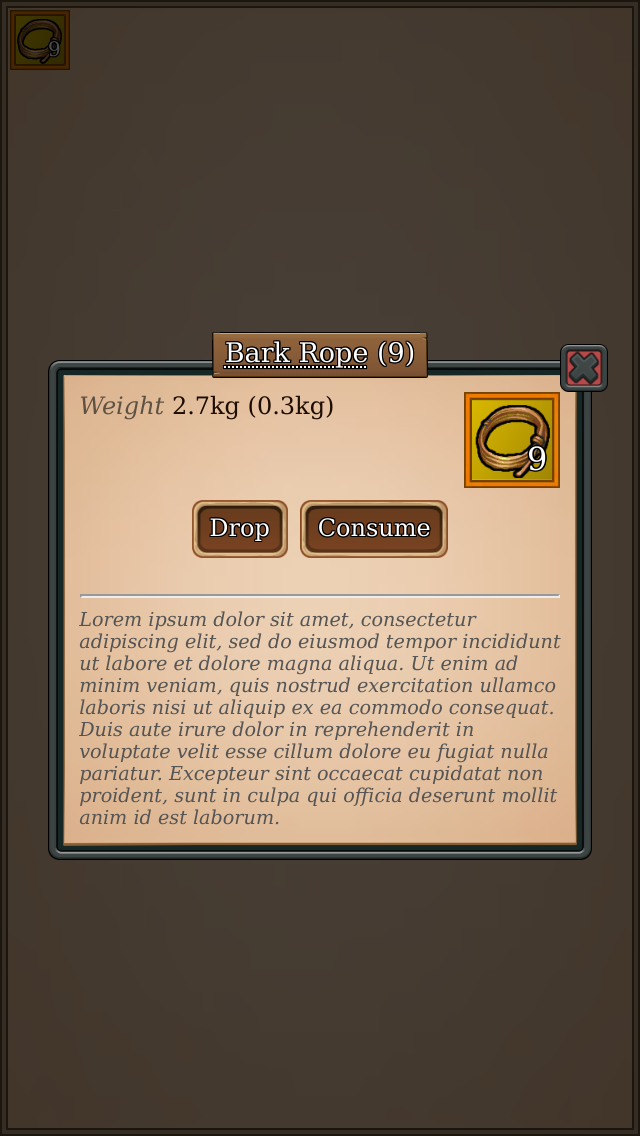 9
Bark Rope (9)
Weight 2.7kg (0.3kg)
9
Drop Consume
Lorem ipsum dolor sit amet, consectetur
adipiscing elit, sed do eiusmod tempor incididunt
ut labore et dolore magna aliqua. Ut enim ad
minim veniam, quis nostrud exercitation ullamco
laboris nisi ut aliquip ex ea commodo consequat.
Duis aute irure dolor in reprehenderit in
voluptate velit esse cillum dolore eu fugiat nulla
pariatur. Excepteur sint occaecat cupidatat non
proident, sunt in culpa qui officia deserunt mollit
anim id est laborum.